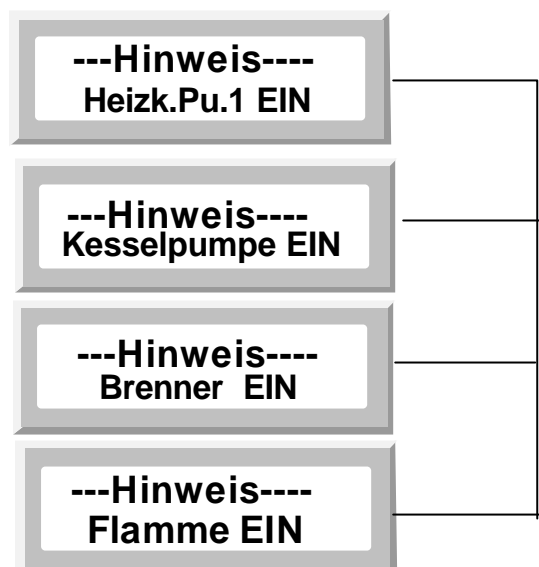 ---Hinweis----
Heizk.Pu.1 EIN
---Hinweis----
Kesselpumpe EIN
---Hinweis----
Brenner EIN
---Hinweis----
Flamme EIN